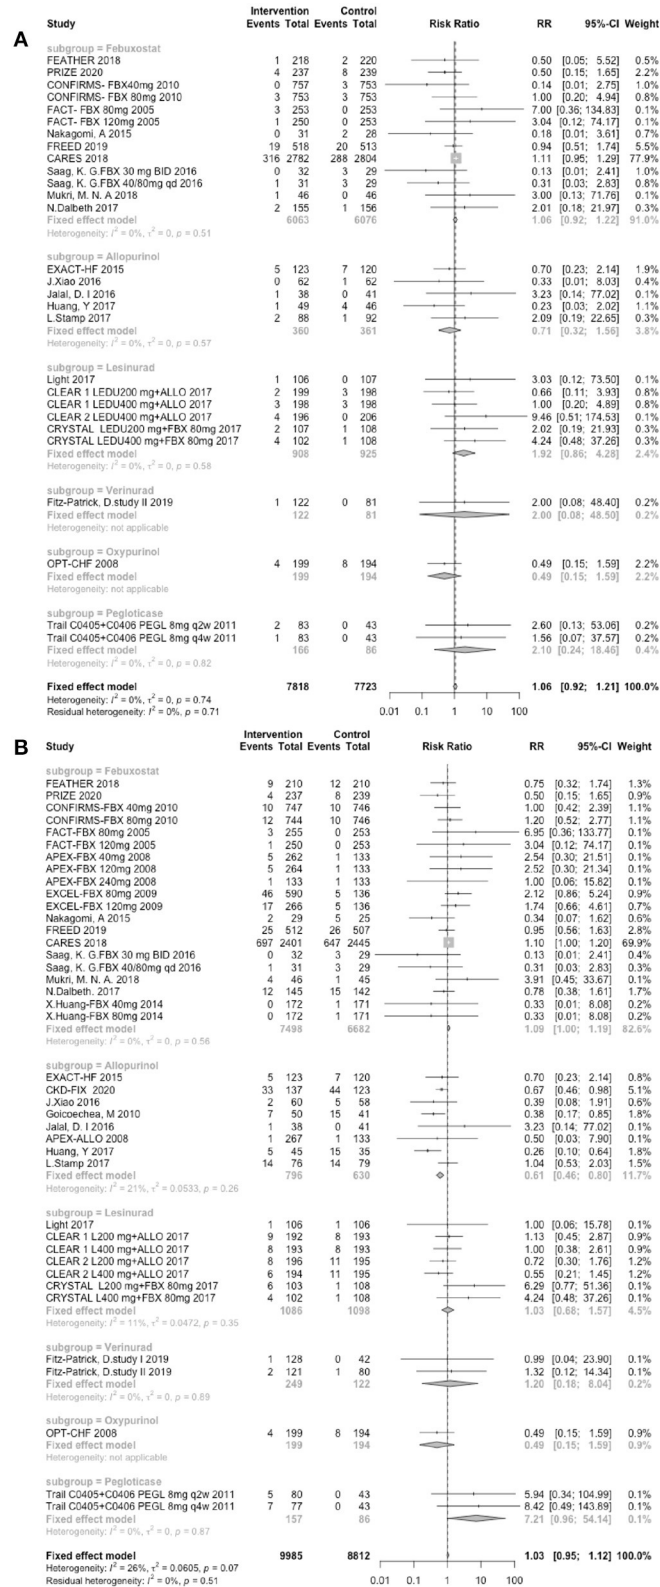 A
Intervention Control
Study Events Total Events Total Risk Ratio RR 95%-CI Weight
subgroup = Febuxostat
FEATHER 2018 1 218 2 220 0.50 [0.05; 5.52] 0.5%
PRIZE 2020 4 237 8 239 0.50 [0.15; 1.65] 2.2%
CONFIRMS- FBX40mg 2010 0 757 3 753 0.14 [0.01; 2.75] 0.9%
CONFIRMS- FBX 80mg 2010 3 753 3 753 1.00 [0.20; 4.94] 0.8%
FACT- FBX 80mg 2005 3 253 0 253 7.00 [0.36; 134.83] 0.1%
FACT- FBX 120mg 2005 1 250 0 253 3.04 [0.12; 74.17] 0.1%
Nakagomi, A 2015 0 31 2 28 0.18 [0.01; 3.61] 0.7%
FREED 2019 19 518 20 513 0.94 [0.51; 1.74] 5.5%
CARES 2018 316 2782 288 2804 1.11 [0.95; 1.29] 77.9%
Saag, K. G.FBX 30 mg BID 2016 0 32 3 29 0.13 [0.01; 2.41] 1.0%
Saag, K. G.FBX 40/80mg qd 2016 1 31 3 29 0.31 [0.03; 2.83] 0.8%
Mukri, M. N. A 2018 1 46 0 46 3.00 [0.13; 71.76] 0.1%
N.Dalbeth 2017 2 155 1 156 2.01 [0.18; 21.97] 0.3%
Fixed effect model 6063 6076 1.06 [0.92; 1.22] 91.0%
Heterogeneity: I² = 0%, τ² = 0, p = 0.51
subgroup = Allopurinol
EXACT-HF 2015 5 123 7 120 0.70 [0.23; 2.14] 1.9%
J.Xiao 2016 0 62 1 62 0.33 [0.01; 8.03] 0.4%
Jalal, D. I 2016 1 38 0 41 3.23 [0.14; 77.02] 0.1%
Huang, Y 2017 1 49 4 46 0.23 [0.03; 2.02] 1.1%
L.Stamp 2017 2 88 1 92 2.09 [0.19; 22.65] 0.3%
Fixed effect model 360 361 0.71 [0.32; 1.56] 3.8%
Heterogeneity: I² = 0%, τ² = 0, p = 0.57
subgroup = Lesinurad
Light 2017 1 106 0 107 3.03 [0.12; 73.50] 0.1%
CLEAR 1 LEDU200 mg+ALLO 2017 2 199 3 198 0.66 [0.11; 3.93] 0.8%
CLEAR 1 LEDU400 mg+ALLO 2017 3 198 3 198 1.00 [0.20; 4.89] 0.8%
CLEAR 2 LEDU400 mg+ALLO 2017 4 196 0 206 9.46 [0.51; 174.53] 0.1%
CRYSTAL LEDU200 mg+FBX 80mg 2017 2 107 1 108 2.02 [0.19; 21.93] 0.3%
CRYSTAL LEDU400 mg+FBX 80mg 2017 4 102 1 108 4.24 [0.48; 37.26] 0.3%
Fixed effect model 908 925 1.92 [0.86; 4.28] 2.4%
Heterogeneity: I² = 0%, τ² = 0, p = 0.58
subgroup = Verinurad
Fitz-Patrick, D.study II 2019 1 122 0 81 2.00 [0.08; 48.40] 0.2%
Fixed effect model 122 81 2.00 [0.08; 48.50] 0.2%
Heterogeneity: not applicable
subgroup = Oxypurinol
OPT-CHF 2008 4 199 8 194 0.49 [0.15; 1.59] 2.2%
Fixed effect model 199 194 0.49 [0.15; 1.59] 2.2%
Heterogeneity: not applicable
subgroup = Pegloticase
Trail C0405+C0406 PEGL 8mg q2w 2011 2 83 0 43 2.60 [0.13; 53.06] 0.2%
Trail C0405+C0406 PEGL 8mg q4w 2011 1 83 0 43 1.56 [0.07; 37.57] 0.2%
Fixed effect model 166 86 2.10 [0.24; 18.46] 0.4%
Heterogeneity: I² = 0%, τ² = 0, p = 0.82
Fixed effect model 7818 7723 1.06 [0.92; 1.21] 100.0%
Heterogeneity: I² = 0%, τ² = 0, p = 0.74
Residual heterogeneity: I² = 0%, p = 0.71
0.01 0.1 1 10 100
B
Intervention Control
Study Events Total Events Total Risk Ratio RR 95%-CI Weight
subgroup = Febuxostat
FEATHER 2018 9 210 12 210 0.75 [0.32; 1.74] 1.3%
PRIZE 2020 4 237 8 239 0.50 [0.15; 1.65] 0.9%
CONFIRMS-FBX 40mg 2010 10 747 10 746 1.00 [0.42; 2.39] 1.1%
CONFIRMS-FBX 80mg 2010 12 744 10 746 1.20 [0.52; 2.77] 1.1%
FACT-FBX 80mg 2005 3 255 0 253 6.95 [0.36; 133.77] 0.1%
FACT-FBX 120mg 2005 1 250 0 253 3.04 [0.12; 74.17] 0.1%
APEX-FBX 40mg 2008 5 262 1 133 2.54 [0.30; 21.51] 0.1%
APEX-FBX 120mg 2008 5 264 1 133 2.52 [0.30; 21.34] 0.1%
APEX-FBX 240mg 2008 1 133 1 133 1.00 [0.06; 15.82] 0.1%
EXCEL-FBX 80mg 2009 46 590 5 136 2.12 [0.86; 5.24] 0.9%
EXCEL-FBX 120mg 2009 17 266 5 136 1.74 [0.66; 4.61] 0.7%
Nakagomi, A 2015 2 29 5 25 0.34 [0.07; 1.62] 0.6%
FREED 2019 25 512 26 507 0.95 [0.56; 1.63] 2.8%
CARES 2018 697 2401 647 2445 1.10 [1.00; 1.20] 69.9%
Saag, K. G.FBX 30 mg BID 2016 0 32 3 29 0.13 [0.01; 2.41] 0.4%
Saag, K. G.FBX 40/80mg qd 2016 1 31 3 29 0.31 [0.03; 2.83] 0.3%
Mukri, M. N. A. 2018 4 46 1 45 3.91 [0.45; 33.67] 0.1%
N.Dalbeth. 2017 12 145 15 142 0.78 [0.38; 1.61] 1.7%
X.Huang-FBX 40mg 2014 0 172 1 171 0.33 [0.01; 8.08] 0.2%
X.Huang-FBX 80mg 2014 0 172 1 171 0.33 [0.01; 8.08] 0.2%
Fixed effect model 7498 6682 1.09 [1.00; 1.19] 82.6%
Heterogeneity: I² = 0%, τ² = 0, p = 0.56
subgroup = Allopurinol
EXACT-HF 2015 5 123 7 120 0.70 [0.23; 2.14] 0.8%
CKD-FIX 2020 33 137 44 123 0.67 [0.46; 0.98] 5.0%
J.Xiao 2016 2 60 5 58 0.39 [0.08; 1.91] 0.6%
Goicoechea, M 2010 7 50 15 41 0.38 [0.17; 0.85] 1.8%
Jalal, D. I 2016 1 38 0 41 3.23 [0.14; 77.02] 0.1%
APEX-ALLO 2008 1 267 1 133 0.50 [0.03; 7.90] 0.1%
Huang, Y 2017 5 45 15 35 0.26 [0.10; 0.64] 1.8%
L.Stamp 2017 14 76 14 79 1.04 [0.53; 2.03] 1.5%
Fixed effect model 796 630 0.61 [0.46; 0.80] 11.7%
Heterogeneity: I² = 21%, τ² = 0.0533, p = 0.26
subgroup = Lesinurad
Light 2017 1 106 1 106 1.00 [0.06; 15.78] 0.1%
CLEAR 1 L200 mg+ALLO 2017 9 192 8 193 1.13 [0.45; 2.87] 0.9%
CLEAR 1 L400 mg+ALLO 2017 8 193 8 193 1.00 [0.38; 2.61] 0.9%
CLEAR 2 L200 mg+ALLO 2017 8 196 11 195 0.72 [0.30; 1.76] 1.2%
CLEAR 2 L400 mg+ALLO 2017 6 194 11 195 0.55 [0.21; 1.45] 1.2%
CRYSTAL L200 mg+FBX 80mg 2017 6 103 1 108 6.29 [0.77; 51.36] 0.1%
CRYSTAL L400 mg+FBX 80mg 2017 4 102 1 108 4.24 [0.48; 37.26] 0.1%
Fixed effect model 1086 1098 1.03 [0.68; 1.57] 4.5%
Heterogeneity: I² = 11%, τ² = 0.0472, p = 0.35
subgroup = Verinurad
Fitz-Patrick, D.study I 2019 1 128 0 42 0.99 [0.04; 23.90] 0.1%
Fitz-Patrick, D.study II 2019 2 121 1 80 1.32 [0.12; 14.34] 0.1%
Fixed effect model 249 122 1.20 [0.18; 8.04] 0.2%
Heterogeneity: I² = 0%, τ² = 0, p = 0.89
subgroup = Oxypurinol
OPT-CHF 2008 4 199 8 194 0.49 [0.15; 1.59] 0.9%
Fixed effect model 199 194 0.49 [0.15; 1.59] 0.9%
Heterogeneity: not applicable
subgroup = Pegloticase
Trail C0405+C0406 PEGL 8mg q2w 2011 5 80 0 43 5.94 [0.34; 104.99] 0.1%
Trail C0405+C0406 PEGL 8mg q4w 2011 7 77 0 43 8.42 [0.49; 143.89] 0.1%
Fixed effect model 157 86 7.21 [0.96; 54.14] 0.1%
Heterogeneity: I² = 0%, τ² = 0, p = 0.87
Fixed effect model 9985 8812 1.03 [0.95; 1.12] 100.0%
Heterogeneity: I² = 26%, τ² = 0.0605, p = 0.07
Residual heterogeneity: I² = 0%, p = 0.51
0.01 0.1 1 10 100